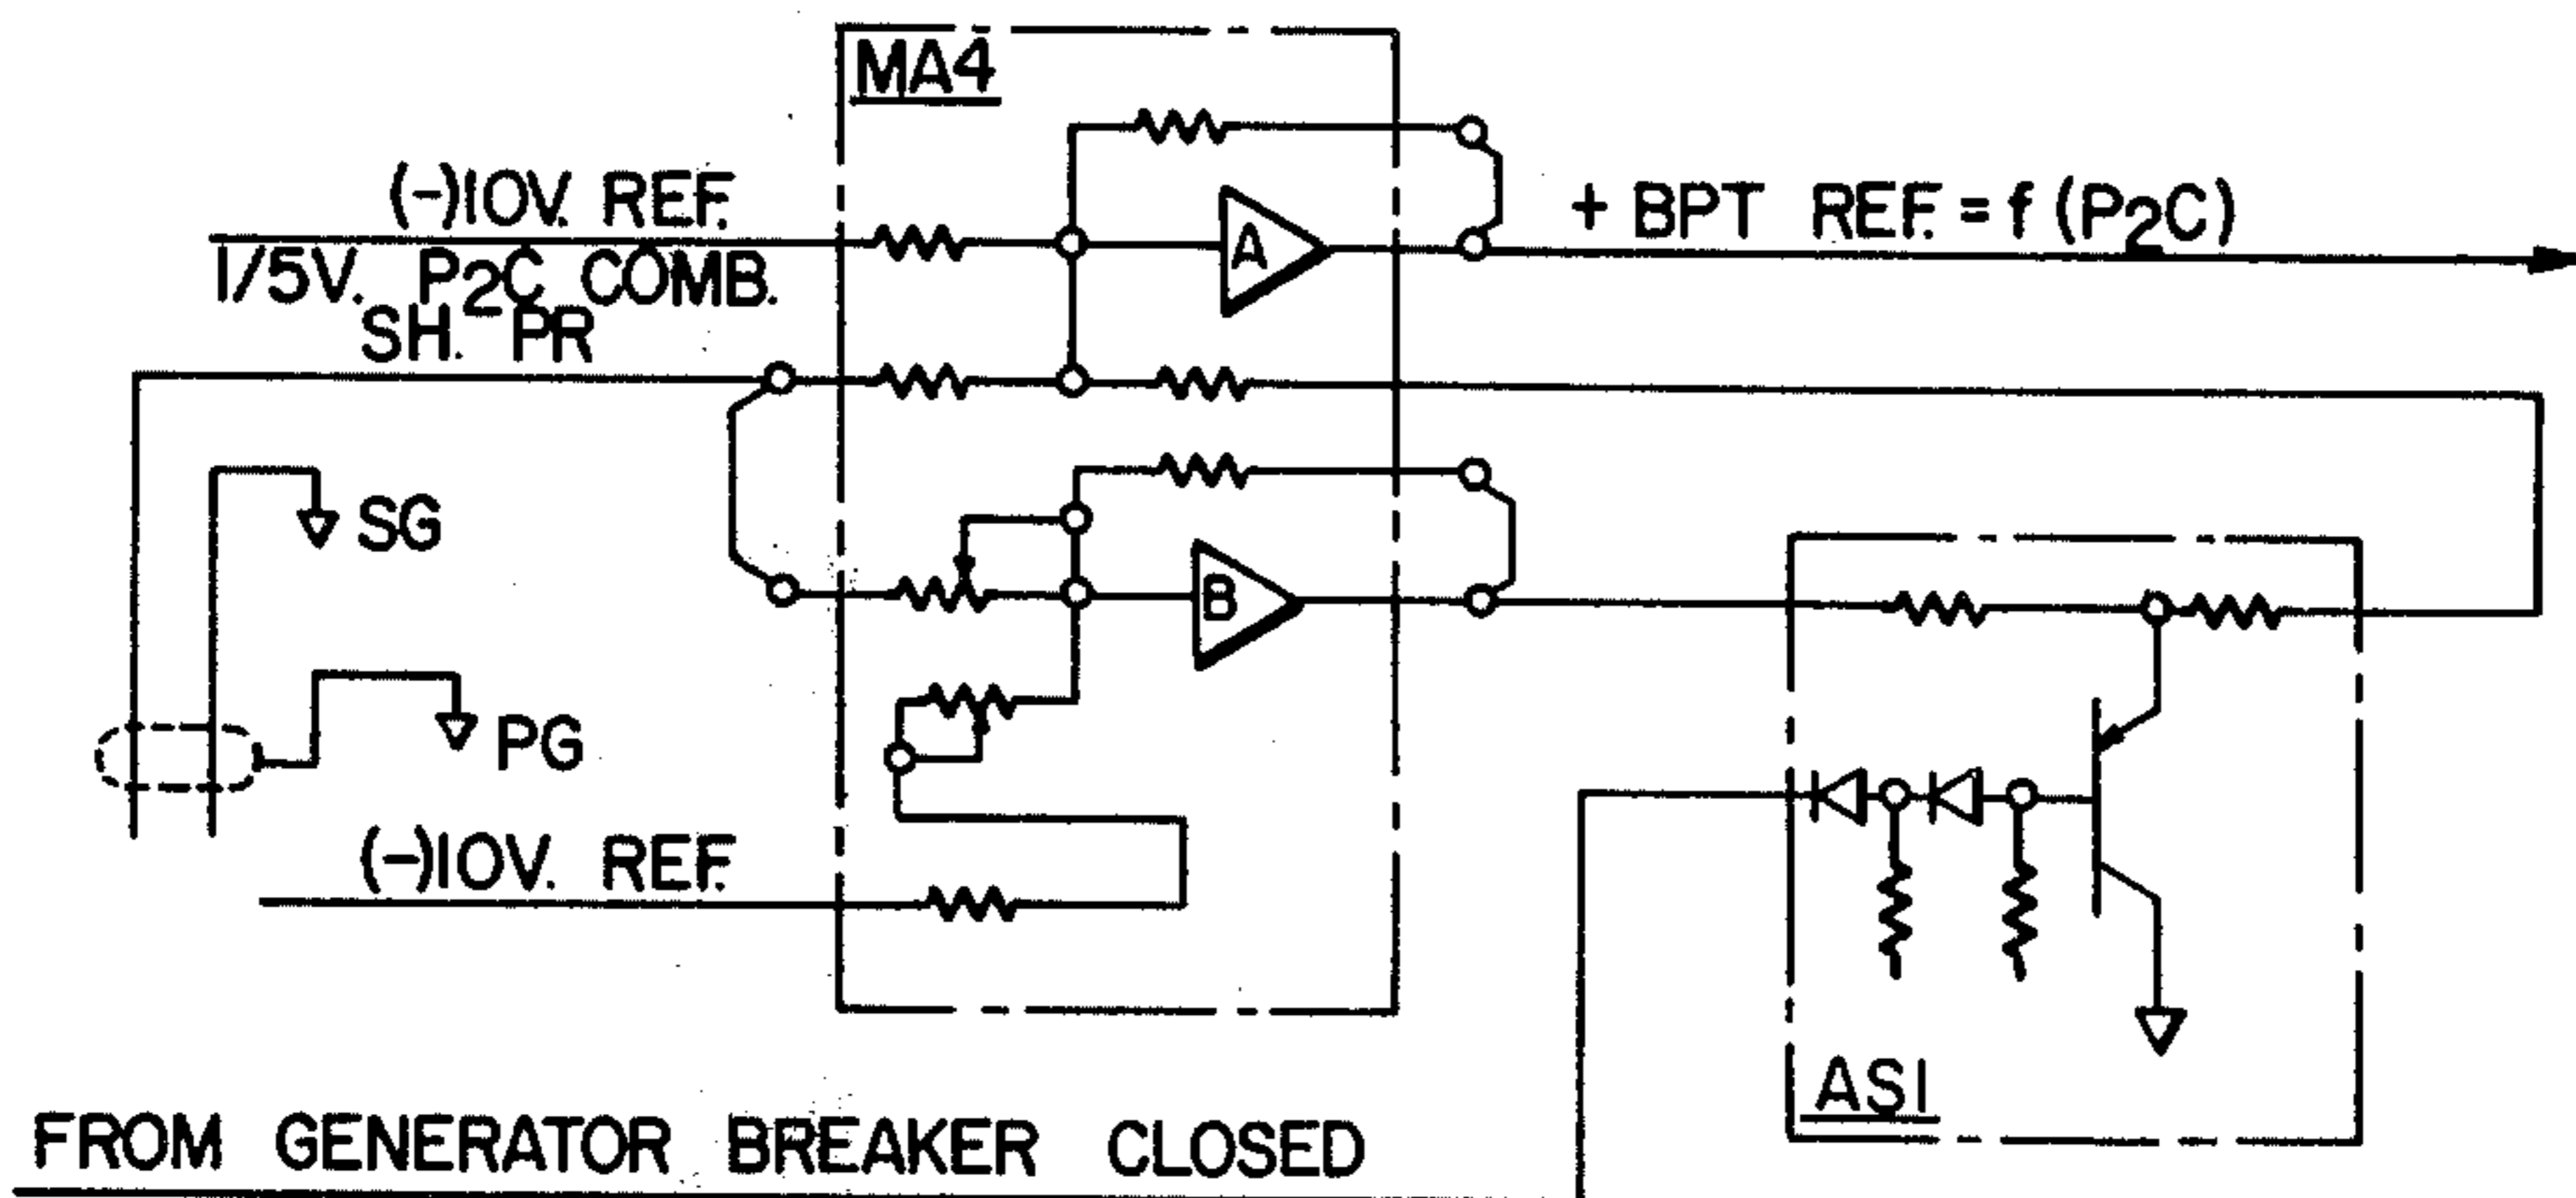 MA4
(-)10V. REF.
1/5V. P2C COMB.
SH. PR
+ BPT REF. = f (P2C)
A
SG
B
PG
(-)10V. REF.
AS1
FROM GENERATOR BREAKER CLOSED